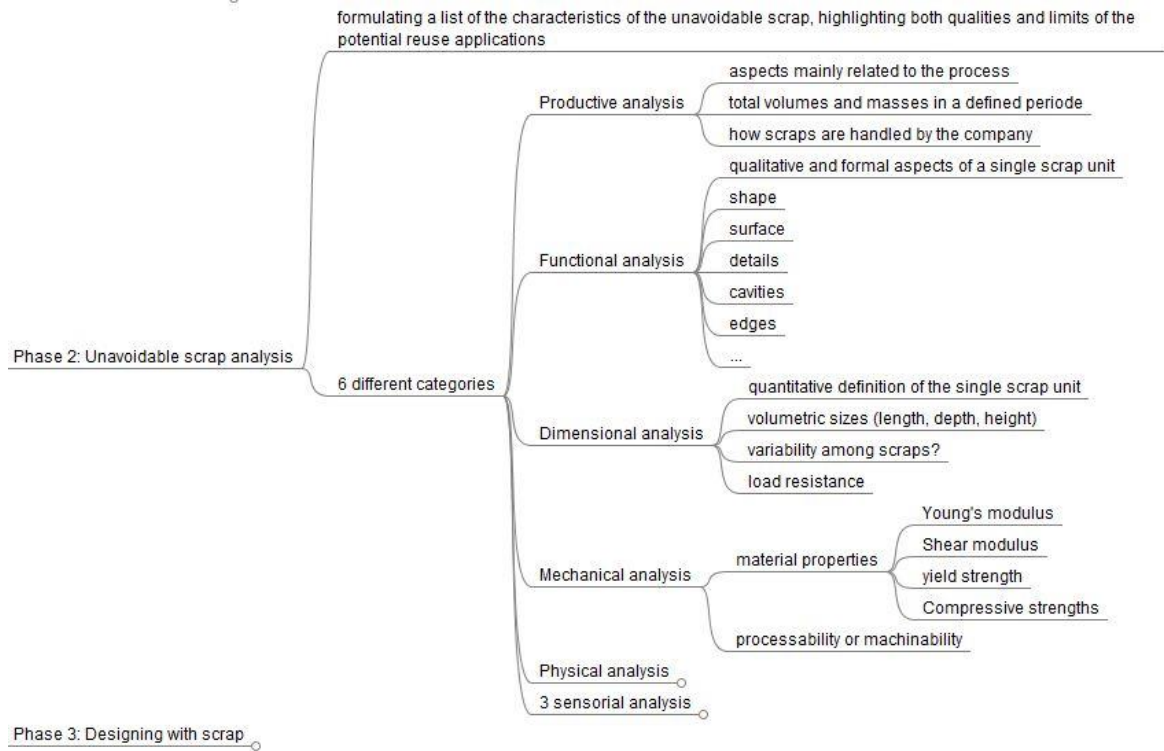 formulating a list of the characteristics of the unavoidable scrap, highlighting both qualities and limits of the
potential reuse applications
aspects mainly related to the process
Productive analysis
total volumes and masses in a defined periode
how scraps are handled by the company
qualitative and formal aspects of a single scrap unit
shape
surface
Functional analysis
details
cavities
edges
...
Phase 2: Unavoidable scrap analysis
6 different categories
quantitative definition of the single scrap unit
volumetric sizes (length, depth, height)
Dimensional analysis
variability among scraps?
load resistance
Young's modulus
Shear modulus
material properties
Mechanical analysis
yield strength
Compressive strengths
processability or machinability
Physical analysis
3 sensorial analysis
Phase 3: Designing with scrap